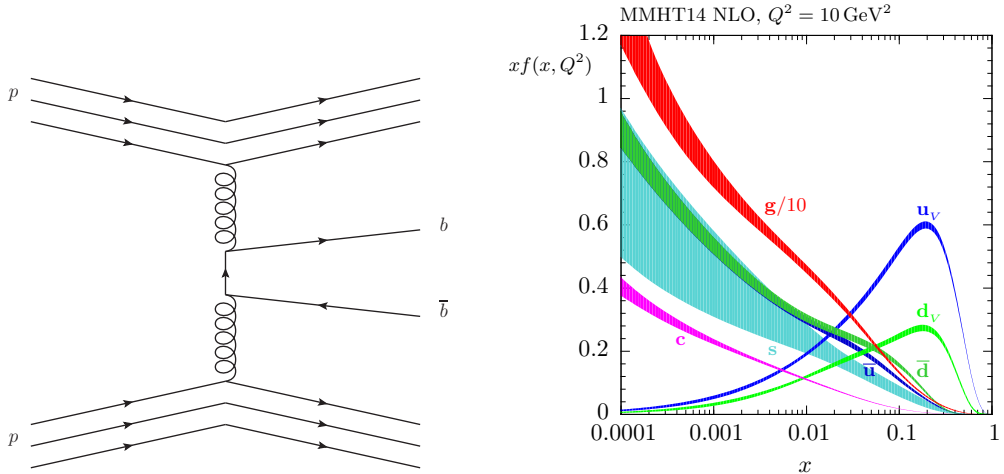 p
b
b̅
p
MMHT14 NLO, Q² = 10 GeV²
xf(x, Q²)
1.2
1
0.8
0.6
0.4
0.2
0
g/10
u_V
d_V
c
s
u̅
d̅
0.0001
0.001
0.01
0.1
1
x